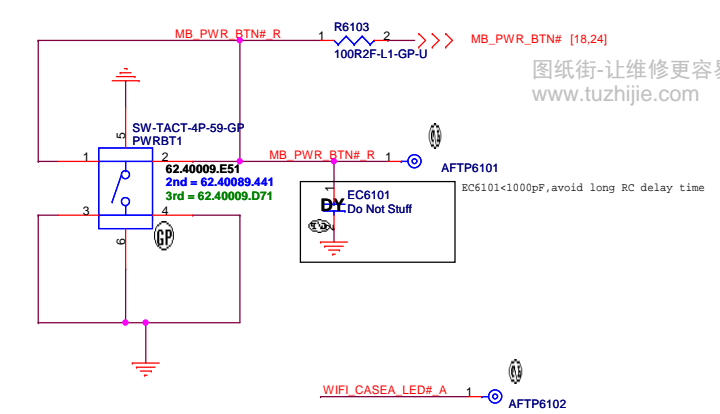 R6103
MB_PWR_BTN#_R 1 2 MB_PWR_BTN# [18,24]
100R2F-L1-GP-U
图纸街-让维修更容易
www.tuzhijie.com
5
SW-TACT-4P-59-GP
PWRBT1
1 2 MB_PWR_BTN#_R 1
AFTP6101
62.40009.E51
2nd = 62.40089.441
3rd = 62.40009.D71
1
EC6101<1000pF,avoid long RC delay time
EC6101
DY Do Not Stuff
3 4
2
6 GP
WIFI_CASEA_LED#_A 1
AFTP6102